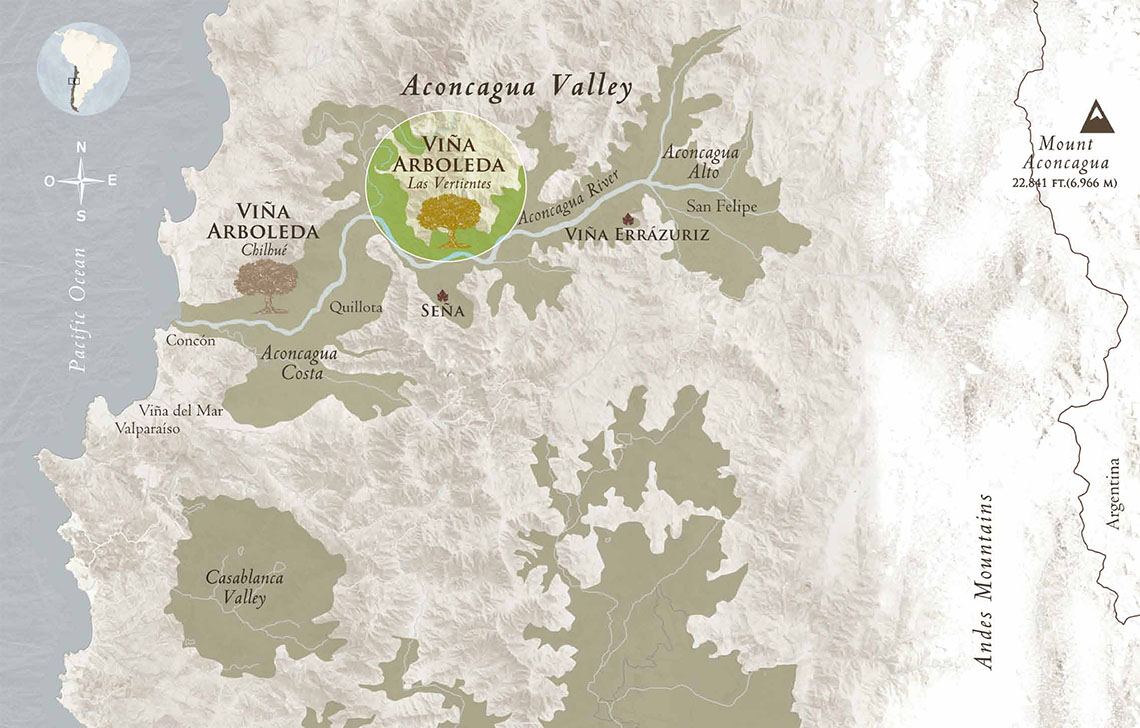 Aconcagua Valley
VIÑA
ARBOLEDA
Las Vertientes
Aconcagua
Alto
Mount
Aconcagua
22,841 FT.(6,966 M)
N
O E
S
Aconcagua River
San Felipe
VIÑA
ARBOLEDA
Chilhué
VIÑA ERRÁZURIZ
Pacific Ocean
Quillota
SEÑA
Concón
Aconcagua
Costa
Viña del Mar
Valparaíso
Argentina
Andes Mountains
Casablanca
Valley